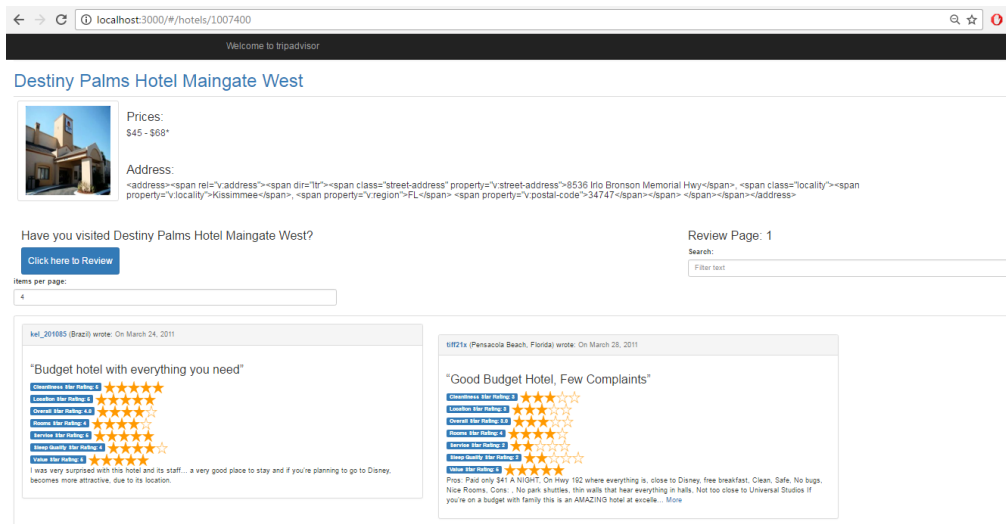 localhost:3000/#/hotels/1007400
Welcome to tripadvisor
Destiny Palms Hotel Maingate West
Prices:
$45 - $68*
Address:
<address><span rel="v:address"><span dir="ltr"><span class="street-address" property="v:street-address">8536 Irlo Bronson Memorial Hwy</span>, <span class="locality"><span
property="v:locality">Kissimmee</span>, <span property="v:region">FL</span> <span property="v:postal-code">34747</span></span> </span></span></address>
Have you visited Destiny Palms Hotel Maingate West?
Click here to Review
items per page:
4
Review Page: 1
Search:
Filter text
kel_201085 (Brazil) wrote: On March 24, 2011
“Budget hotel with everything you need”
Cleanliness Star Rating: 5
Location Star Rating: 5
Overall Star Rating: 4.0
Rooms Star Rating: 4
Service Star Rating: 5
Sleep Quality Star Rating: 4
Value Star Rating: 5
I was very surprised with this hotel and its staff... a very good place to stay and if you're planning to go to Disney,
becomes more attractive, due to its location.
tiff21x (Pensacola Beach, Florida) wrote: On March 28, 2011
“Good Budget Hotel, Few Complaints”
Cleanliness Star Rating: 3
Location Star Rating: 3
Overall Star Rating: 3.0
Rooms Star Rating: 4
Service Star Rating: 2
Sleep Quality Star Rating: 2
Value Star Rating: 5
Pros: Paid only $41 A NIGHT, On Hwy 192 where everything is, close to Disney, free breakfast, Clean, Safe, No bugs,
Nice Rooms, Cons: , No park shuttles, thin walls that hear everything in halls, Not too close to Universal Studios If
you're on a budget with family this is an AMAZING hotel at excelle... More